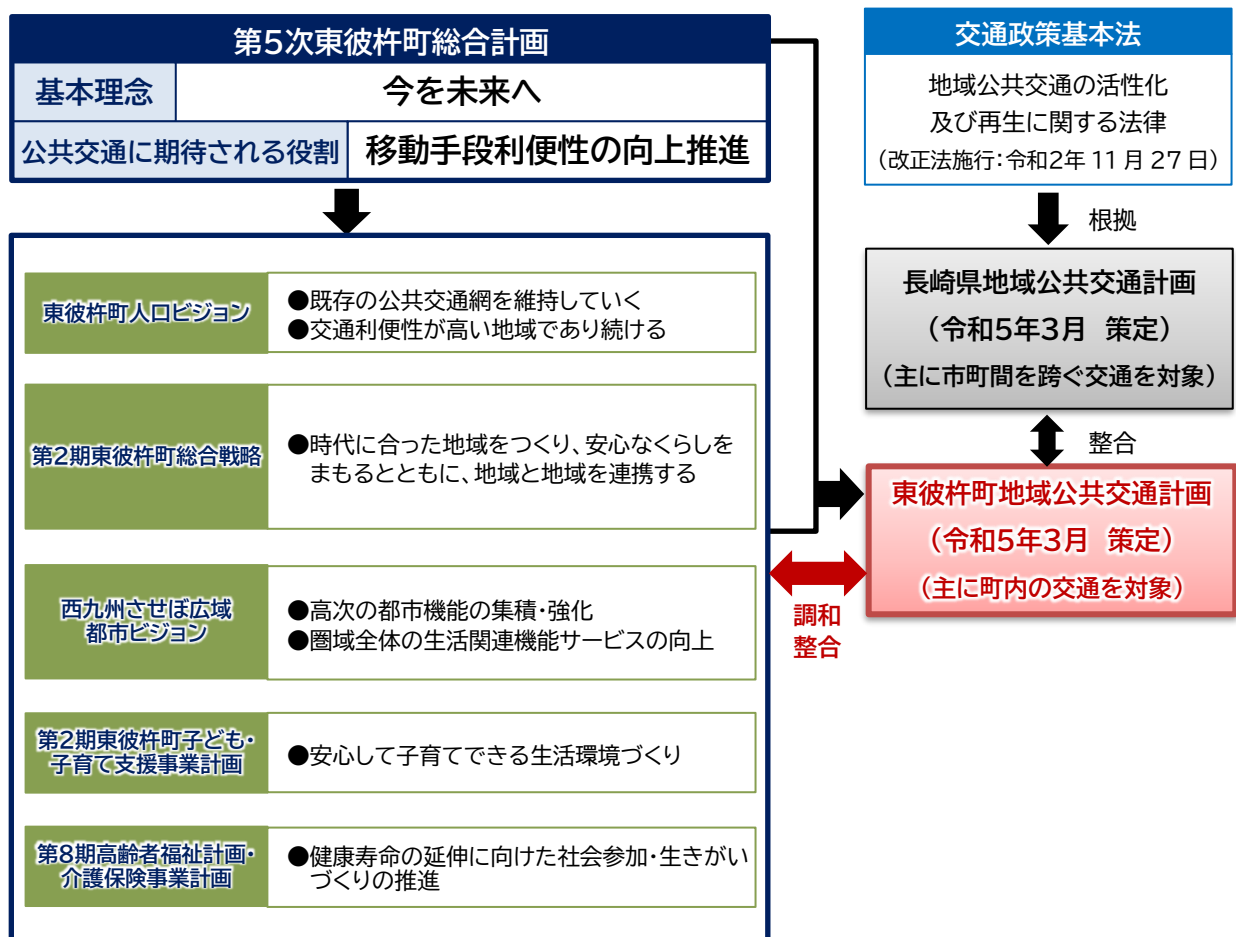 第5次東彼杵町総合計画
基本理念
今を未来へ
公共交通に期待される役割
移動手段利便性の向上推進
東彼杵町人口ビジョン
●既存の公共交通網を維持していく
●交通利便性が高い地域であり続ける
第2期東彼杵町総合戦略
●時代に合った地域をつくり、安心なくらしを
まもるとともに、地域と地域を連携する
西九州させぼ広域
都市ビジョン
●高次の都市機能の集積・強化
●圏域全体の生活関連機能サービスの向上
第2期東彼杵町子ども・
子育て支援事業計画
●安心して子育てできる生活環境づくり
第8期高齢者福祉計画・
介護保険事業計画
●健康寿命の延伸に向けた社会参加・生きがい
づくりの推進
交通政策基本法
地域公共交通の活性化
及び再生に関する法律
（改正法施行：令和2年 11 月 27 日）
根拠
長崎県地域公共交通計画
（令和5年3月 策定）
（主に市町間を跨ぐ交通を対象）
整合
東彼杵町地域公共交通計画
（令和5年3月 策定）
（主に町内の交通を対象）
調和
整合